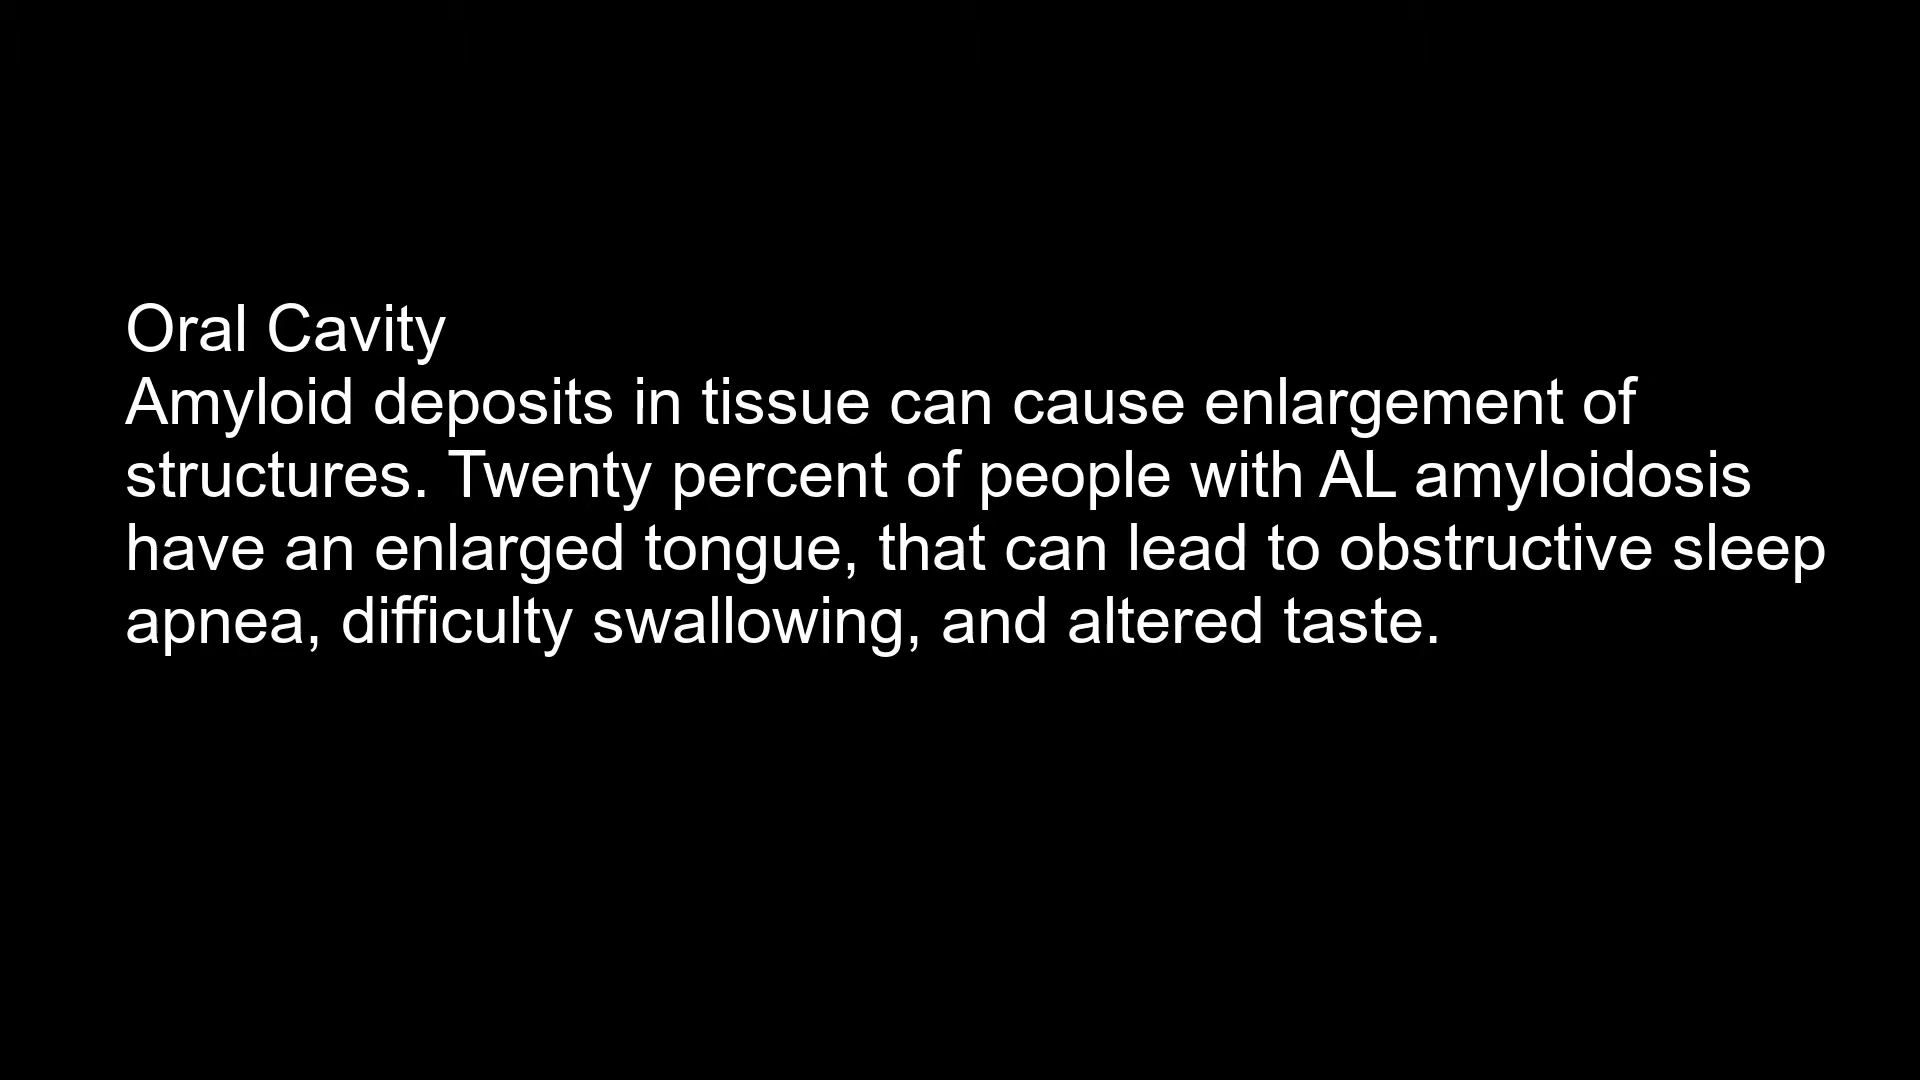 Oral Cavity
Amyloid deposits in tissue can cause enlargement of
structures. Twenty percent of people with AL amyloidosis
have an enlarged tongue, that can lead to obstructive sleep
apnea, difficulty swallowing, and altered taste.